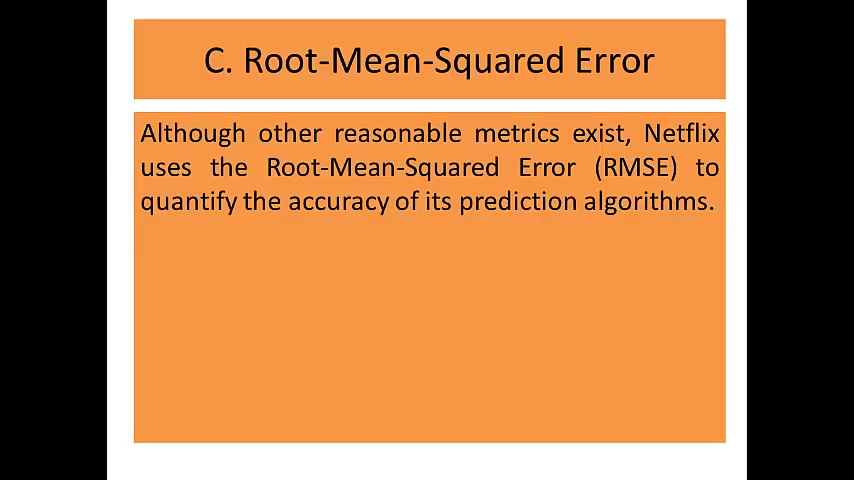 C. Root-Mean-Squared Error
Although other reasonable metrics exist, Netflix
uses the Root-Mean-Squared Error (RMSE) to
quantify the accuracy of its prediction algorithms.